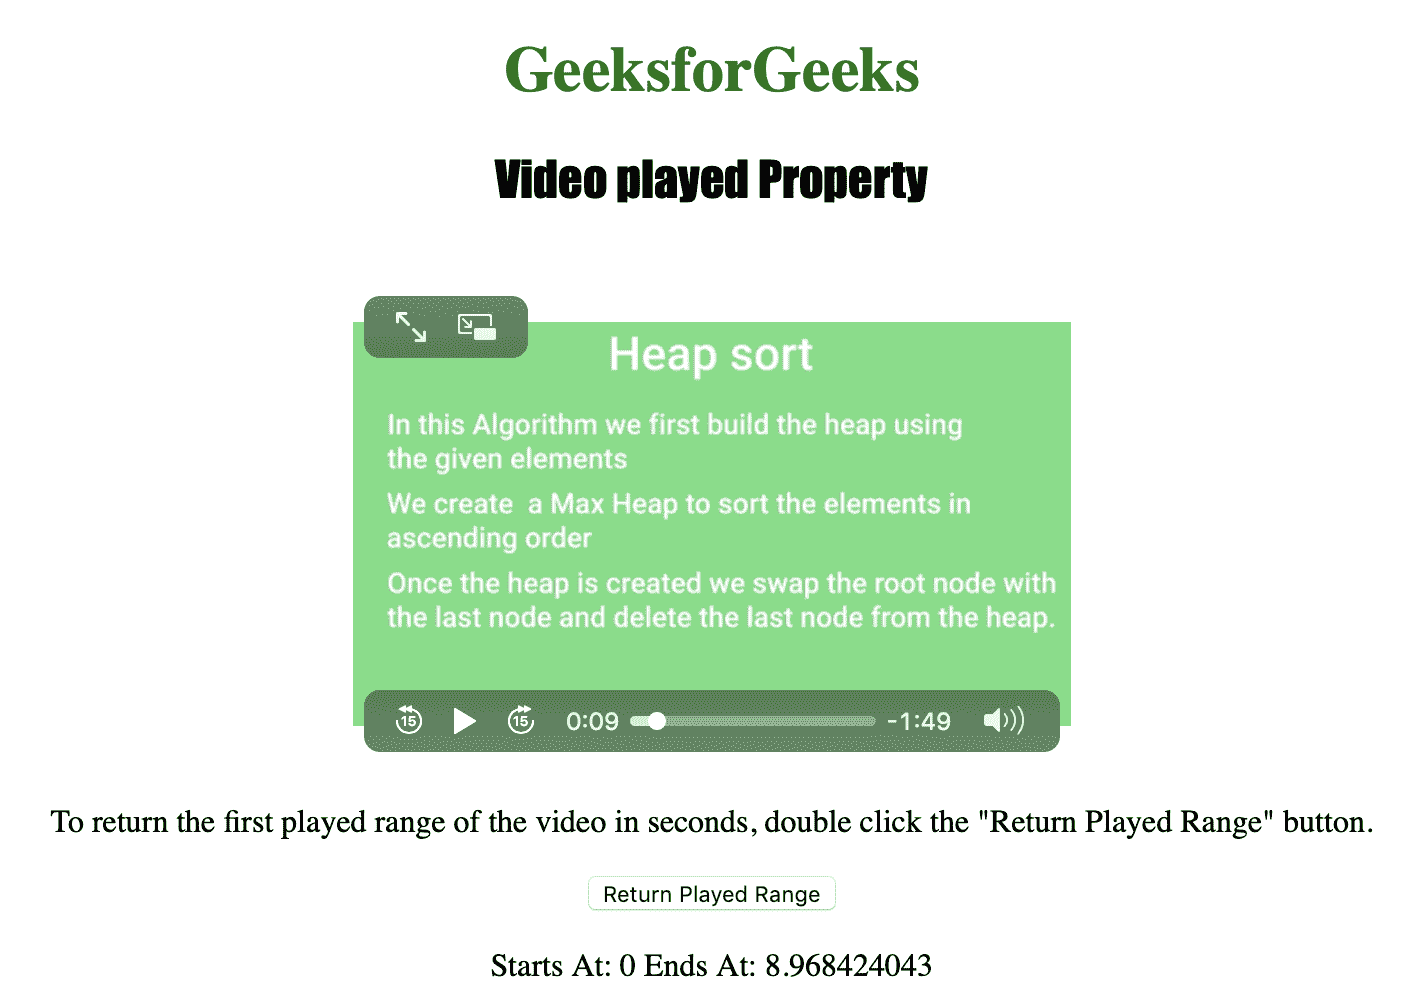 GeeksforGeeks
Video played Property
Heap sort
In this Algorithm we first build the heap using
the given elements
We create  a Max Heap to sort the elements in
ascending order
Once the heap is created we swap the root node with
the last node and delete the last node from the heap.
15 15 0:09 -1:49
To return the first played range of the video in seconds, double click the "Return Played Range" button.
Return Played Range
Starts At: 0 Ends At: 8.968424043